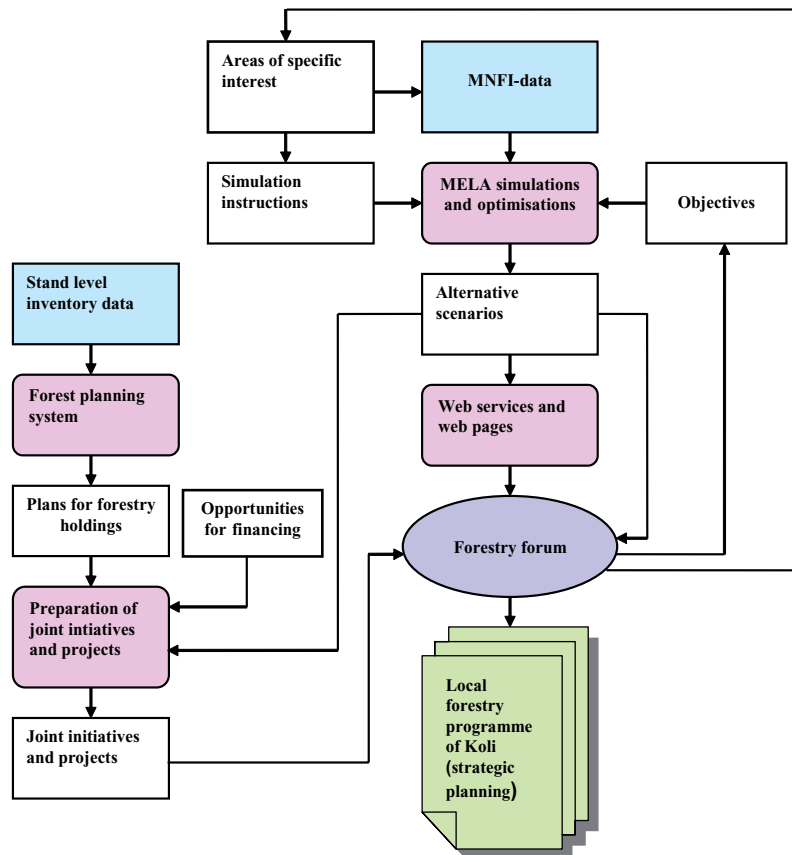 Areas of specific
interest
MNFI-data
Simulation
instructions
MELA simulations
and optimisations
Objectives
Stand level
inventory data
Alternative
scenarios
Forest planning
system
Web services and
web pages
Plans for forestry
holdings
Opportunities
for financing
Forestry forum
Preparation of
joint intiatives
and projects
Local
forestry
programme
of Koli
(strategic
planning)
Joint initiatives
and projects